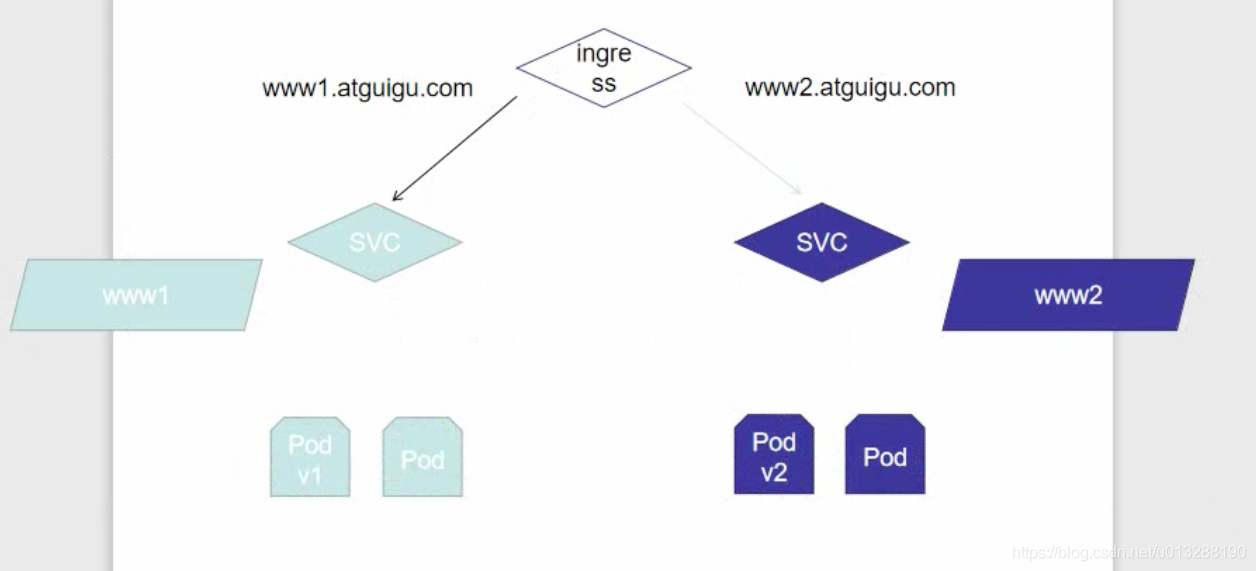 ingre
ss
www1.atguigu.com
www2.atguigu.com
SVC
SVC
www1
www2
Pod
v1
Pod
Pod
v2
Pod
https://blog.csdn.net/u013288190